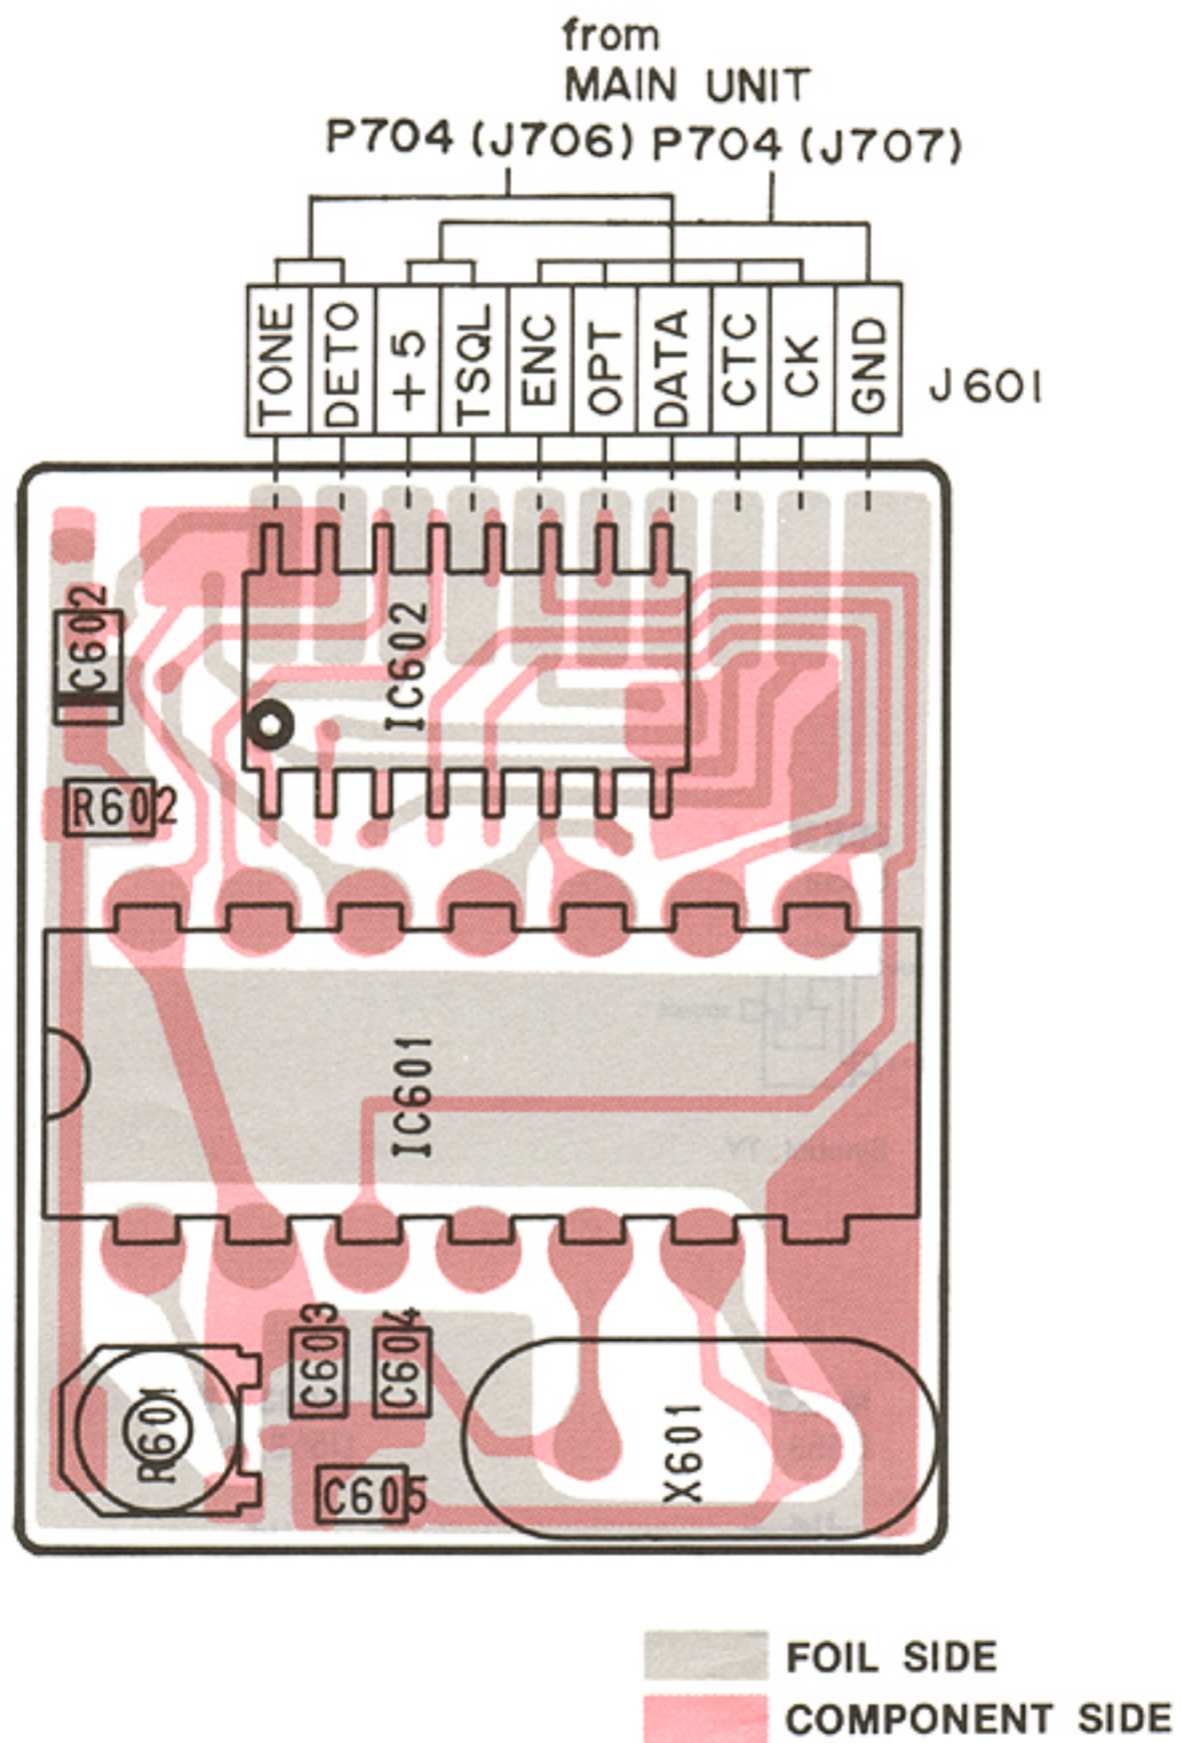 from
MAIN UNIT
P704 (J706) P704 (J707)
TONE
DETO
+5
TSQL
ENC
OPT
DATA
CTC
CK
GND
J601
C602
IC602
R602
IC601
C603
C604
R601
X601
C605
FOIL SIDE
COMPONENT SIDE